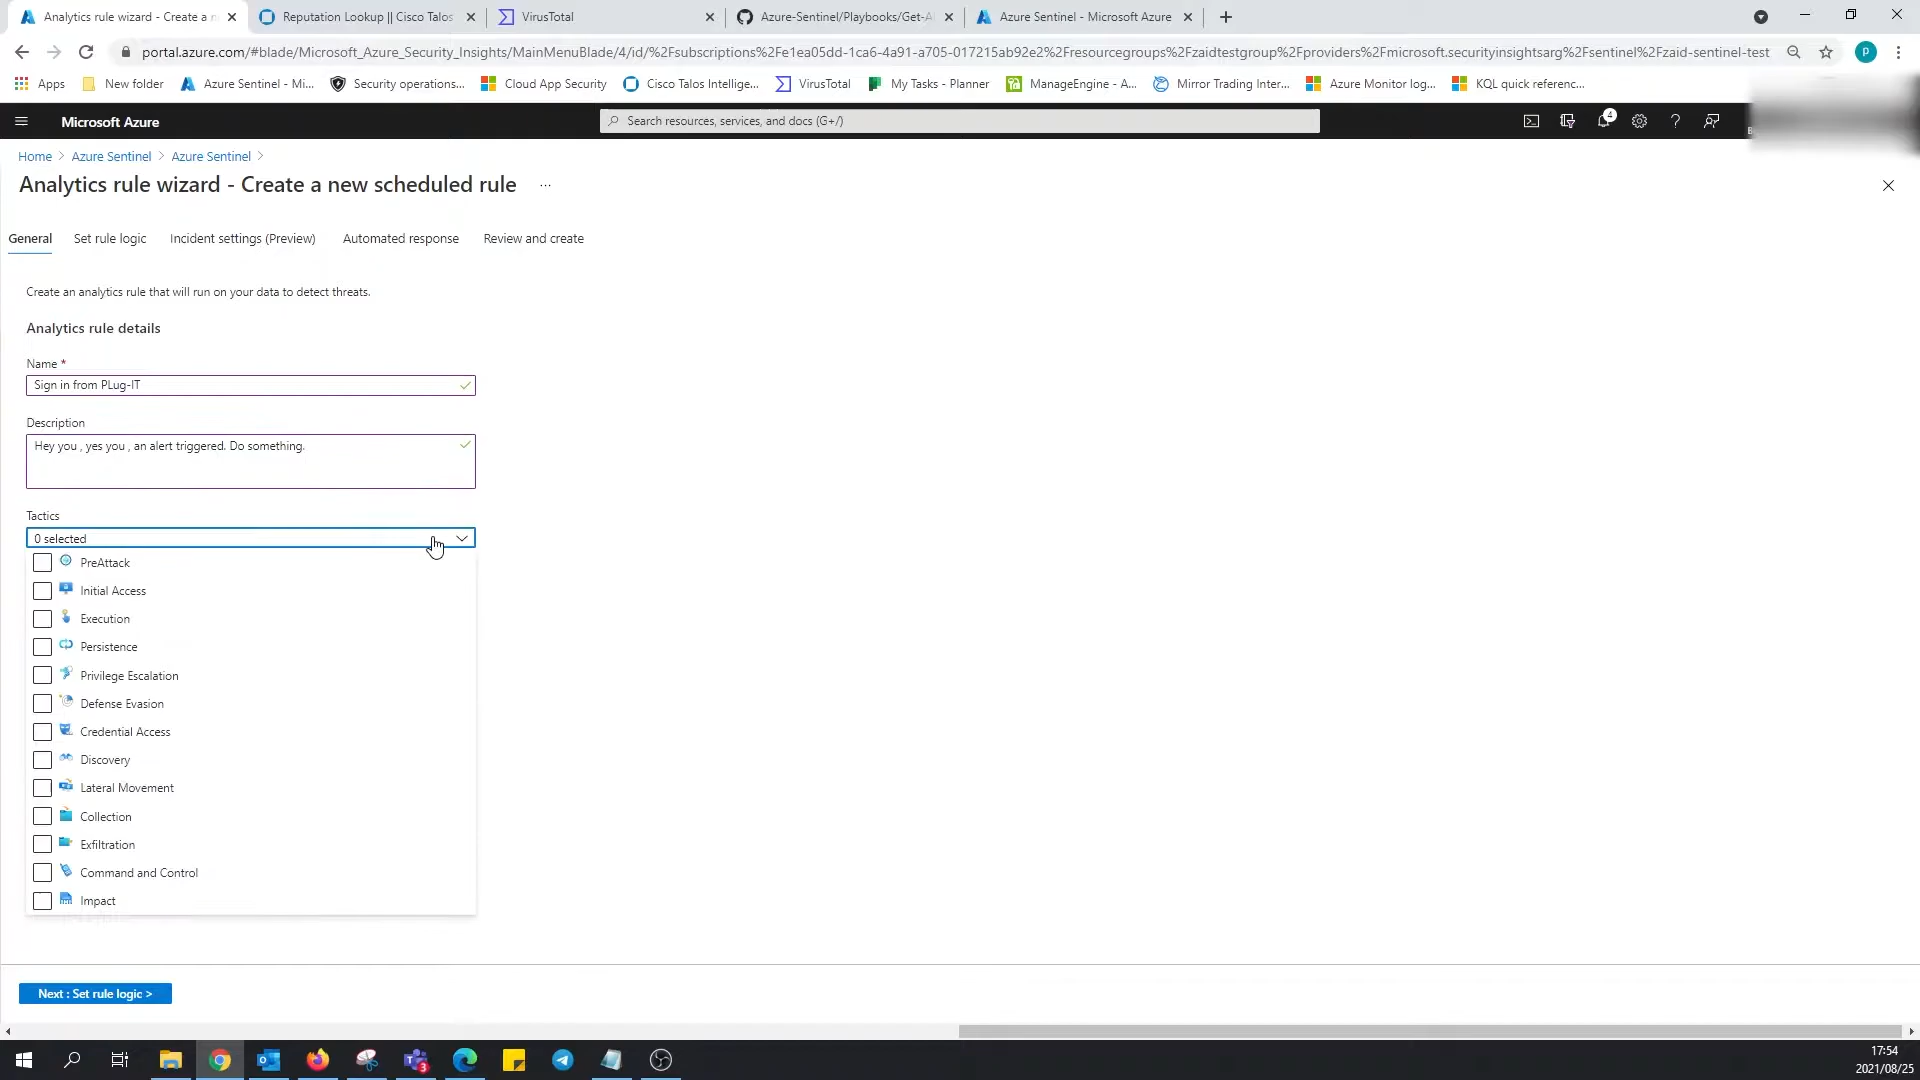 Analytics rule wizard - Create a n
Reputation Lookup || Cisco Talos
VirusTotal
Azure-Sentinel/Playbooks/Get-A
Azure Sentinel - Microsoft Azure
portal.azure.com/#blade/Microsoft_Azure_Security_Insights/MainMenuBlade/4/id/%2Fsubscriptions%2Fe1ea05dd-1ca6-4a91-a705-017215ab92e2%2Fresourcegroups%2Fzaidtestgroup%2Fproviders%2Fmicrosoft.securityinsightsarg%2Fsentinel%2Fzaid-sentinel-test
P
Apps
New folder
Azure Sentinel - Mi...
Security operations...
Cloud App Security
Cisco Talos Intellige...
VirusTotal
My Tasks - Planner
ManageEngine - A...
Mirror Trading Inter...
Azure Monitor log...
KQL quick referenc...
Microsoft Azure
Search resources, services, and docs (G+/)
4
Home > Azure Sentinel > Azure Sentinel >
Analytics rule wizard - Create a new scheduled rule ...
General
Set rule logic
Incident settings (Preview)
Automated response
Review and create
Create an analytics rule that will run on your data to detect threats.
Analytics rule details
Name *
Sign in from PLug-IT
Description
Hey you , yes you , an alert triggered. Do something.
Tactics
0 selected
PreAttack
Initial Access
Execution
Persistence
Privilege Escalation
Defense Evasion
Credential Access
Discovery
Lateral Movement
Collection
Exfiltration
Command and Control
Impact
Next : Set rule logic >
3
17:54
2021/08/25